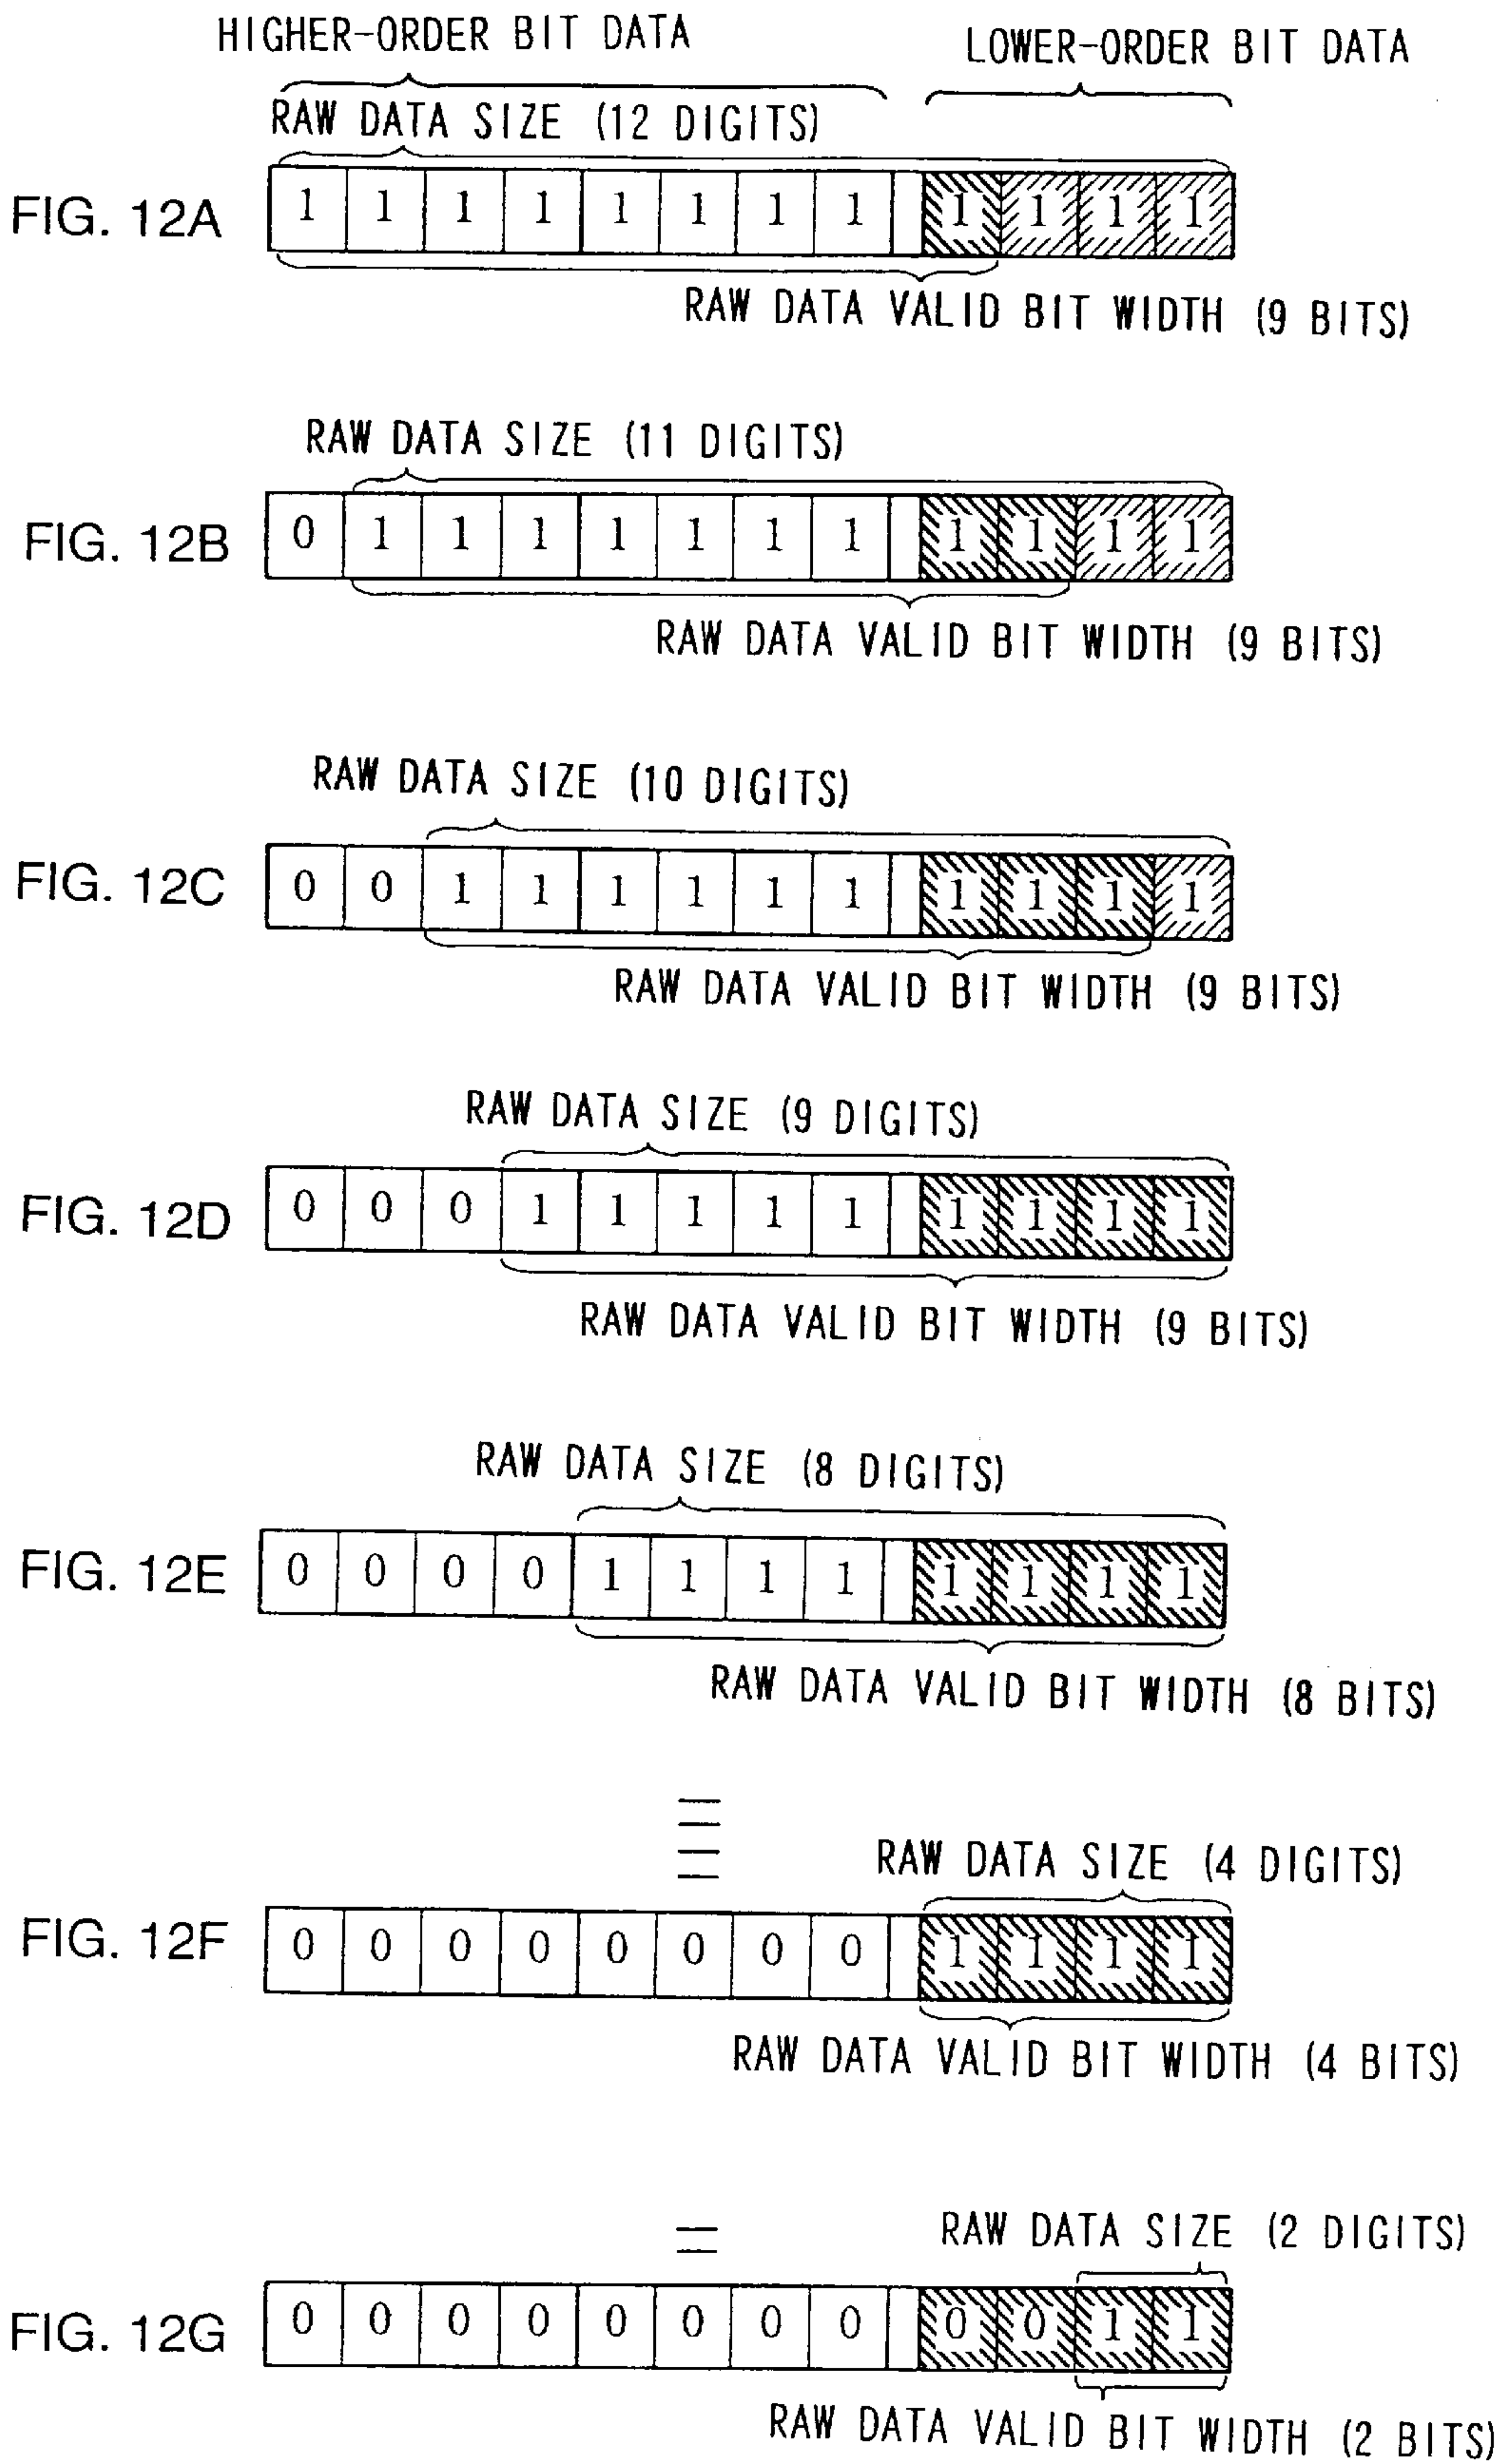 HIGHER-ORDER BIT DATA
LOWER-ORDER BIT DATA
RAW DATA SIZE (12 DIGITS)
FIG. 12A 1 1 1 1 1 1 1 1 1 1 1 1
RAW DATA VALID BIT WIDTH (9 BITS)
RAW DATA SIZE (11 DIGITS)
FIG. 12B 0 1 1 1 1 1 1 1 1 1 1 1
RAW DATA VALID BIT WIDTH (9 BITS)
RAW DATA SIZE (10 DIGITS)
FIG. 12C 0 0 1 1 1 1 1 1 1 1 1 1
RAW DATA VALID BIT WIDTH (9 BITS)
RAW DATA SIZE (9 DIGITS)
FIG. 12D 0 0 0 1 1 1 1 1 1 1 1 1
RAW DATA VALID BIT WIDTH (9 BITS)
RAW DATA SIZE (8 DIGITS)
FIG. 12E 0 0 0 0 1 1 1 1 1 1 1 1
RAW DATA VALID BIT WIDTH (8 BITS)
RAW DATA SIZE (4 DIGITS)
FIG. 12F 0 0 0 0 0 0 0 0 1 1 1 1
RAW DATA VALID BIT WIDTH (4 BITS)
RAW DATA SIZE (2 DIGITS)
FIG. 12G 0 0 0 0 0 0 0 0 0 0 1 1
RAW DATA VALID BIT WIDTH (2 BITS)